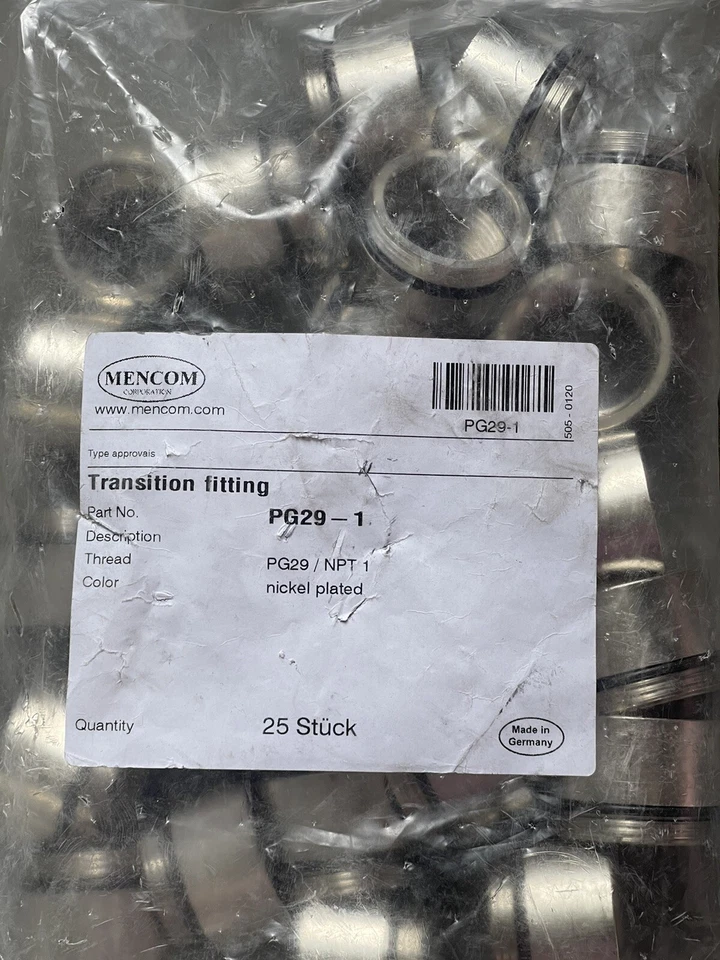 MENCOM
CORPORATION
www.mencom.com
PG29-1
505 - 0120
Type approvals
Transition fitting
Part No. PG29 – 1
Description
Thread PG29 / NPT 1
Color nickel plated
Quantity 25 Stück
Made in
Germany